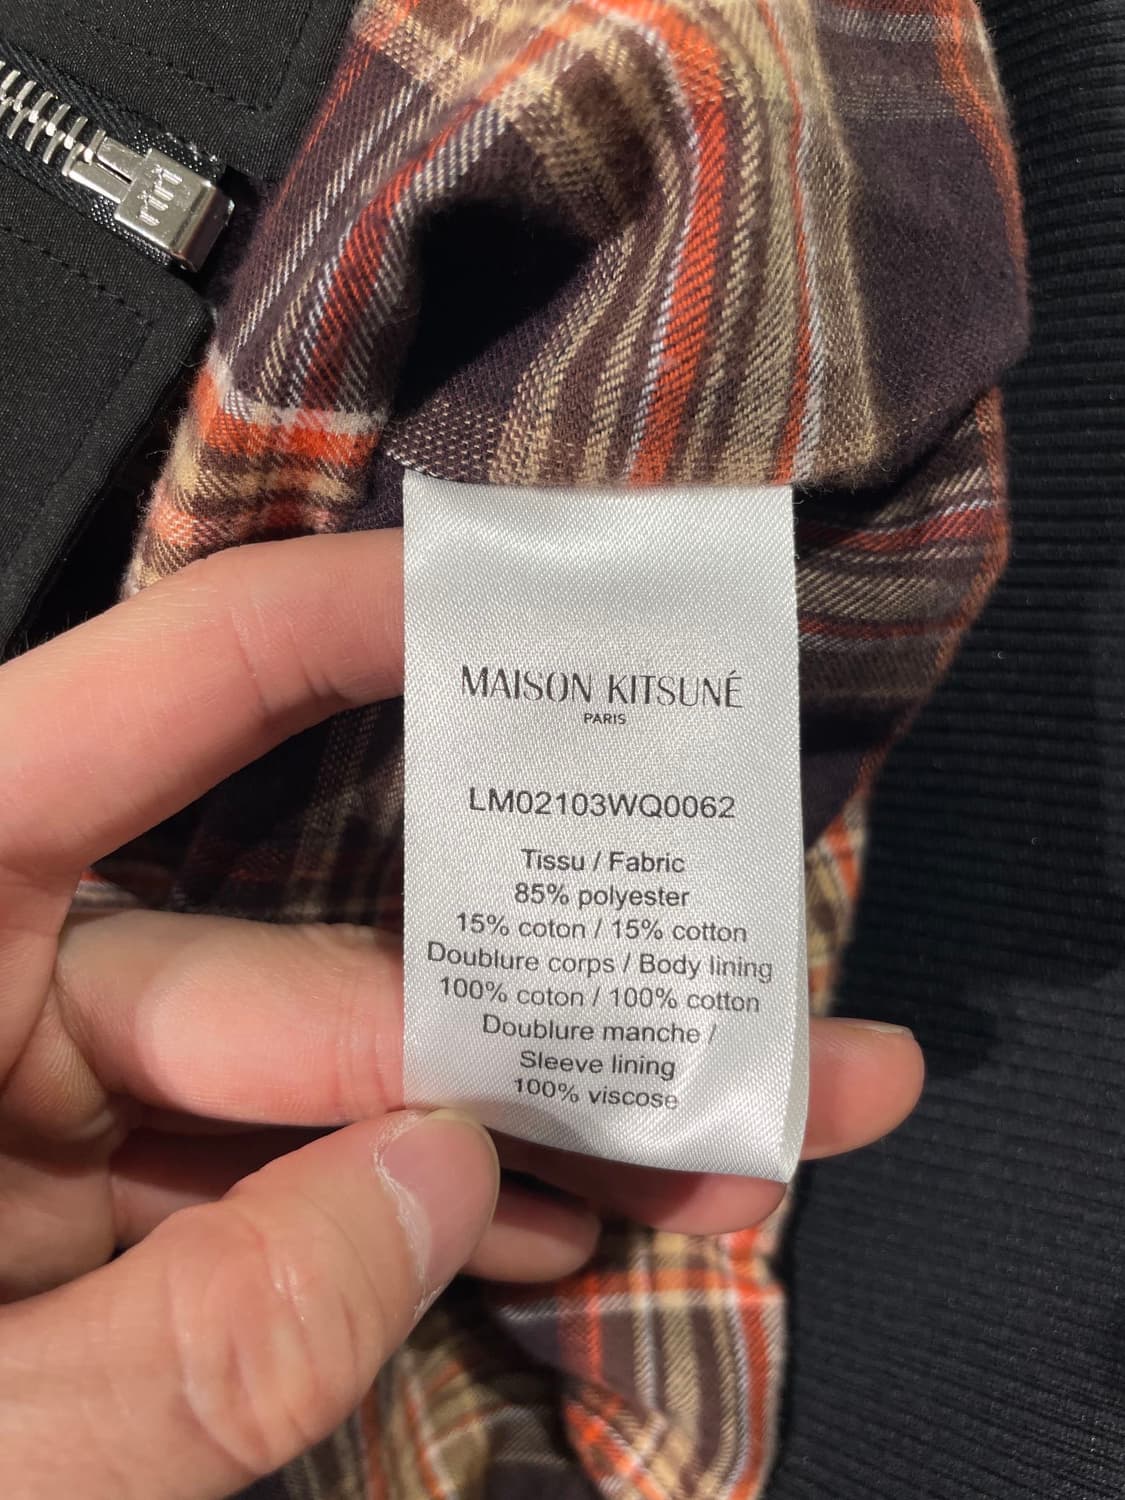 MAISON KITSUNÉ
PARIS
LM02103WQ0062
Tissu / Fabric
85% polyester
15% coton / 15% cotton
Doublure corps / Body lining
100% coton / 100% cotton
Doublure manche /
Sleeve lining
100% viscose